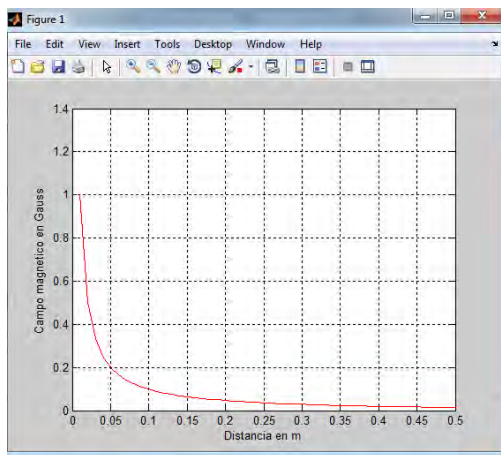 Figure 1
File Edit View Insert Tools Desktop Window Help
1.4
1.2
1
0.8
0.6
0.4
0.2
0
Campo magnetico en Gauss
0 0.05 0.1 0.15 0.2 0.25 0.3 0.35 0.4 0.45 0.5
Distancia en m